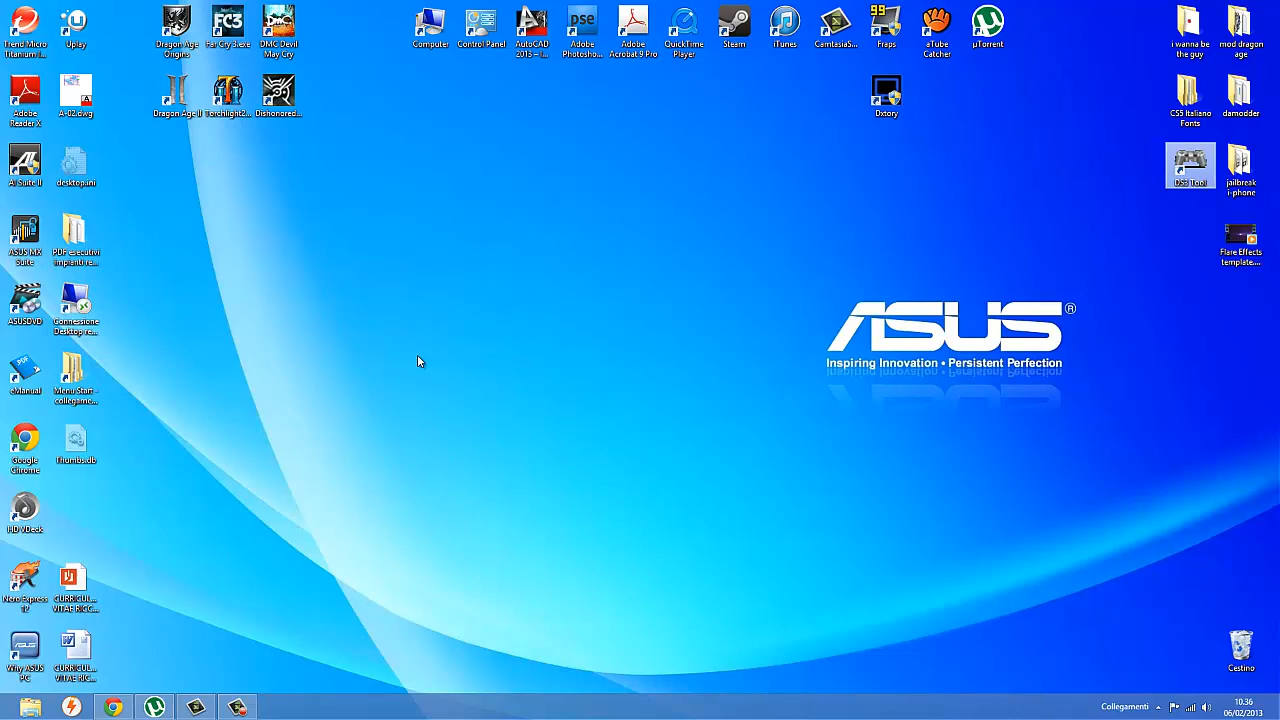 Trend Micro
Titanium I...
Uplay
Dragon Age
Origins
Far Cry 3.exe
DMC Devil
May Cry
Computer
Control Panel
AutoCAD
2013 – I...
Adobe
Photosho...
Adobe
Acrobat 9 Pro
QuickTime
Player
Steam
iTunes
CamtasiaS...
99
Fraps
aTube
Catcher
µTorrent
i wanna be
the guy
mod dragon
age
Adobe
Reader X
A-02.dwg
Dragon Age II
Torchlight2...
Dishonored...
Dxtory
CS5 Italiano
Fonts
damodder
AI Suite II
desktop.ini
DS3 Tool
jailbreak
i-phone
ASUS MX
Suite
PDF esecutivi
impianti re...
Flare Effects
template....
ASUSDVD
Connessione
Desktop re...
ASUS®
Inspiring Innovation • Persistent Perfection
eManual
Menu Start -
collegame...
Google
Chrome
Thumbs.db
HD VDeck
Nero Express
12
CURRICUL...
VITAE RICC...
Why ASUS
PC
CURRICUL...
VITAE RIC...
Cestino
Collegamenti
10.36
06/02/2013